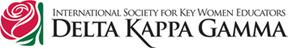 INTERNATIONAL SOCIETY FOR KEY WOMEN EDUCATORS
DELTA KAPPA GAMMA